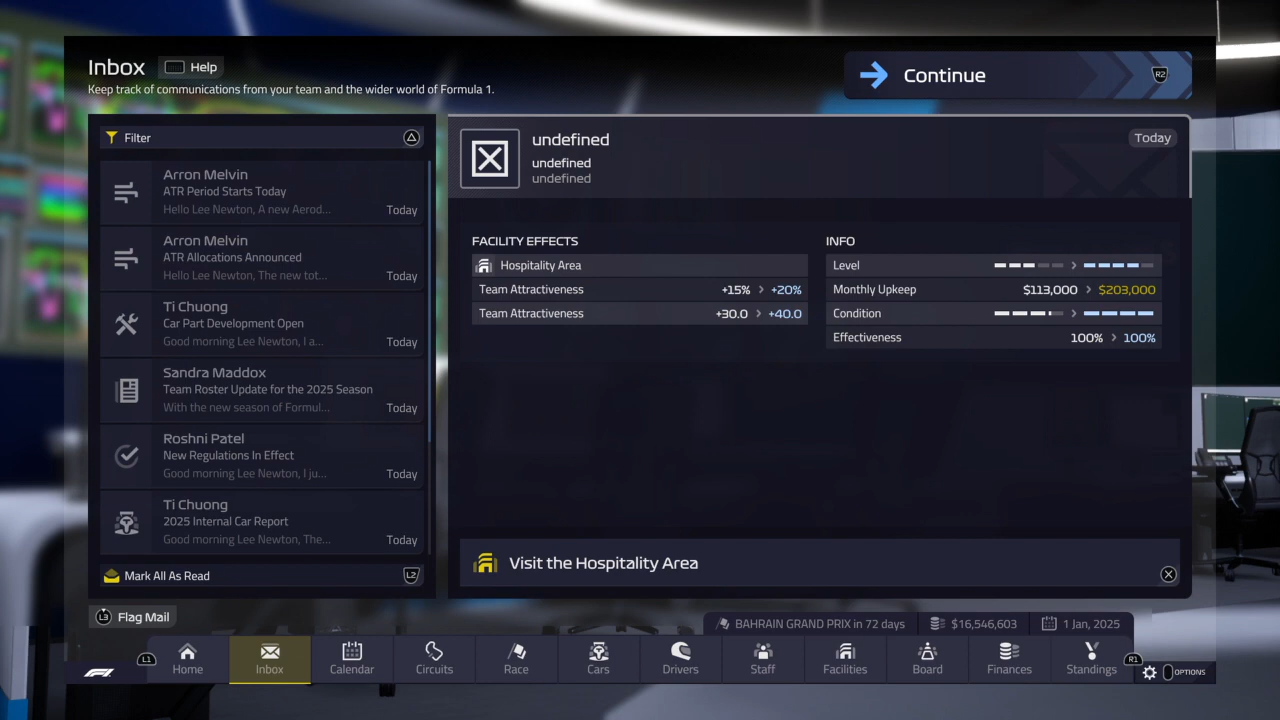 Inbox
Help
Keep track of communications from your team and the wider world of Formula 1.
Continue
R2
Filter
Arron Melvin
ATR Period Starts Today
Hello Lee Newton, A new Aerod...
Today
Arron Melvin
ATR Allocations Announced
Hello Lee Newton, The new tot...
Today
Ti Chuong
Car Part Development Open
Good morning Lee Newton, I a...
Today
Sandra Maddox
Team Roster Update for the 2025 Season
With the new season of Formul...
Today
Roshni Patel
New Regulations In Effect
Good morning Lee Newton, I ju...
Today
Ti Chuong
2025 Internal Car Report
Good morning Lee Newton, The...
Today
Mark All As Read
L2
undefined
undefined
undefined
Today
FACILITY EFFECTS
Hospitality Area
Team Attractiveness +15% > +20%
Team Attractiveness +30.0 > +40.0
INFO
Level >
Monthly Upkeep $113,000 > $203,000
Condition >
Effectiveness 100% > 100%
Visit the Hospitality Area
L3 Flag Mail
BAHRAIN GRAND PRIX in 72 days
$16,546,603
1 Jan, 2025
F1
L1
Home
Inbox
Calendar
Circuits
Race
Cars
Drivers
Staff
Facilities
Board
Finances
Standings
R1
OPTIONS